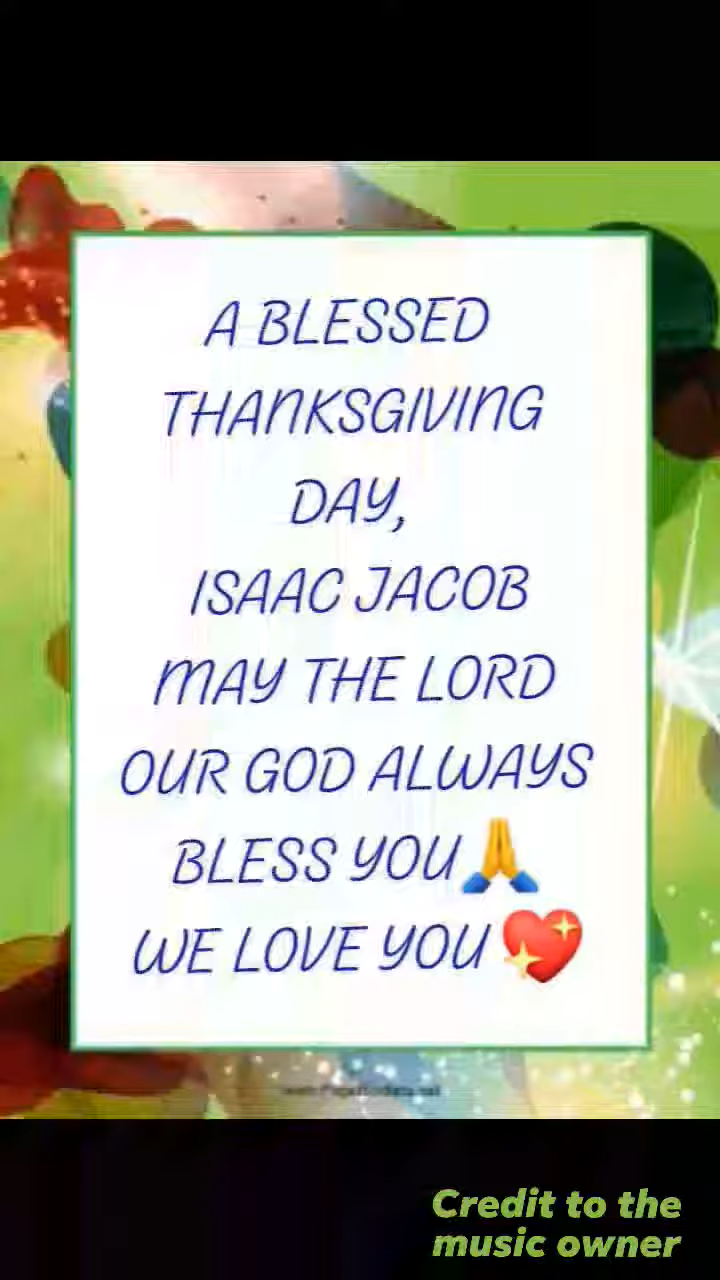 A BLESSED
THANKSGIVING
DAY,
ISAAC JACOB
MAY THE LORD
OUR GOD ALWAYS
BLESS YOU🙏
WE LOVE YOU💖
Credit to the
music owner